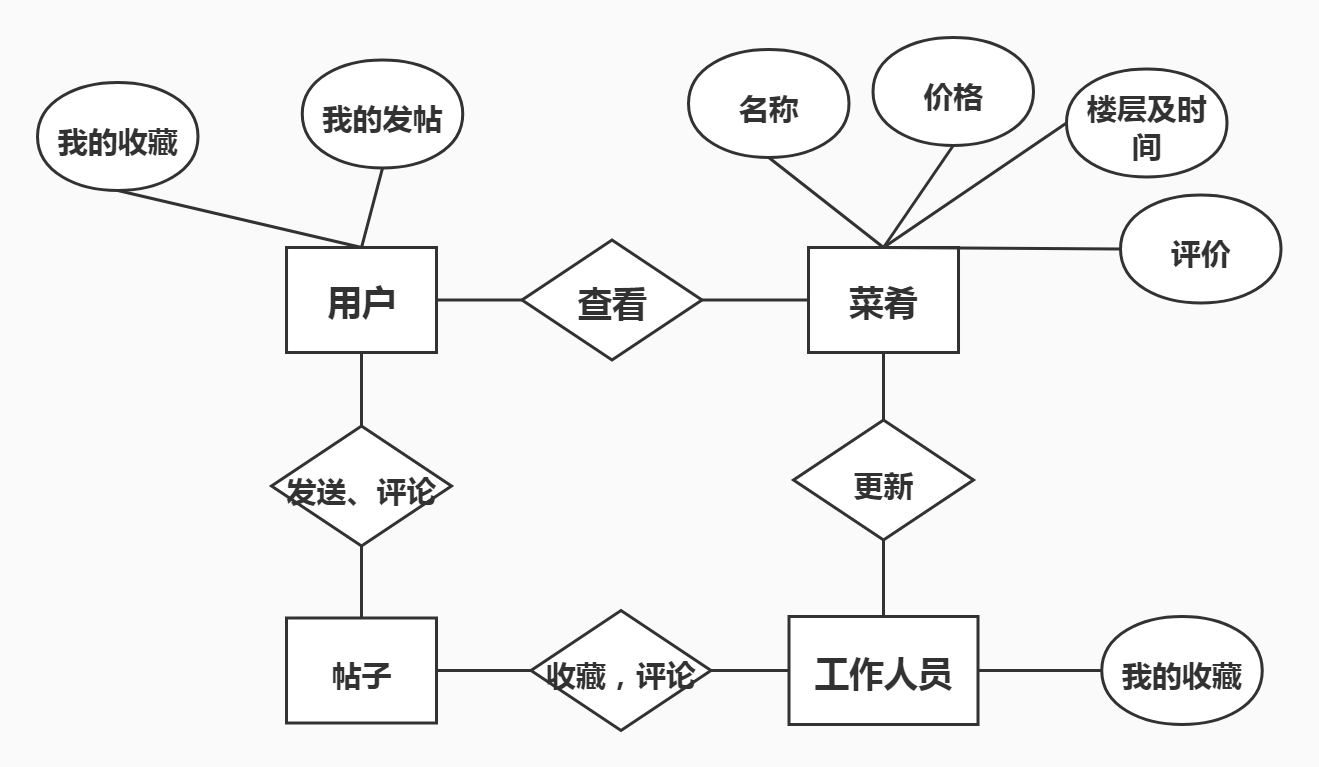 我的收藏
我的发帖
名称
价格
楼层及时
间
评价
用户
查看
菜肴
发送、评论
更新
帖子
收藏，评论
工作人员
我的收藏